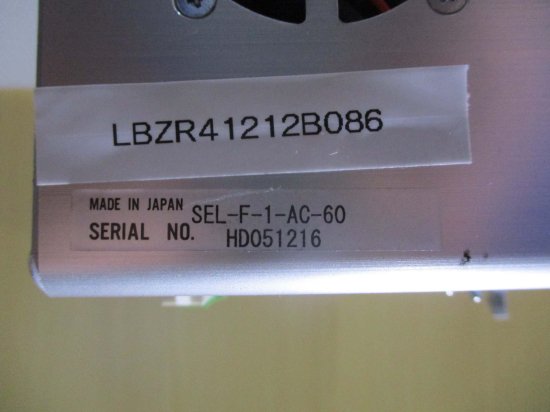 LBZR41212B086
MADE IN JAPAN SEL-F-1-AC-60
SERIAL NO. HD051216